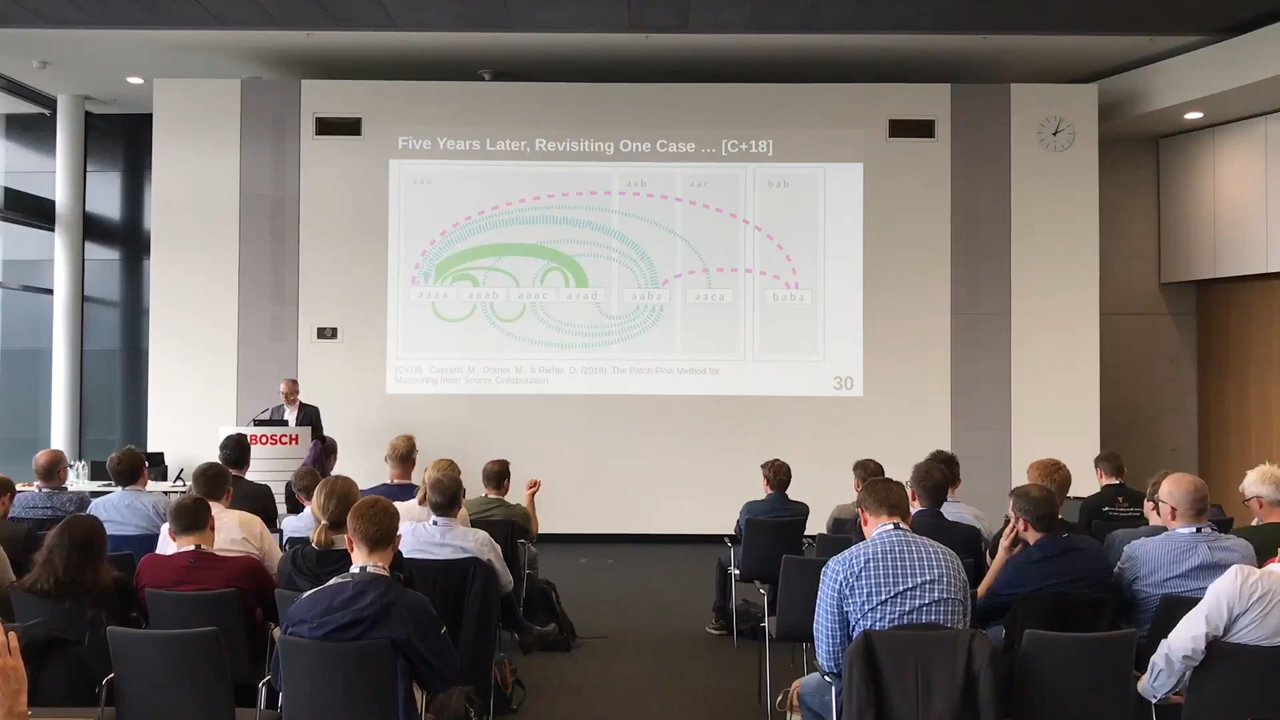 Five Years Later, Revisiting One Case … [C+18]
aaa aab aac bab
aaaa aaab aaac aaad aaba aaca baba
[C+18] Capraro, M., Dorner, M., & Riehle, D. (2018). The Patch-Flow Method for
Measuring Inner Source Collaboration
30
BOSCH